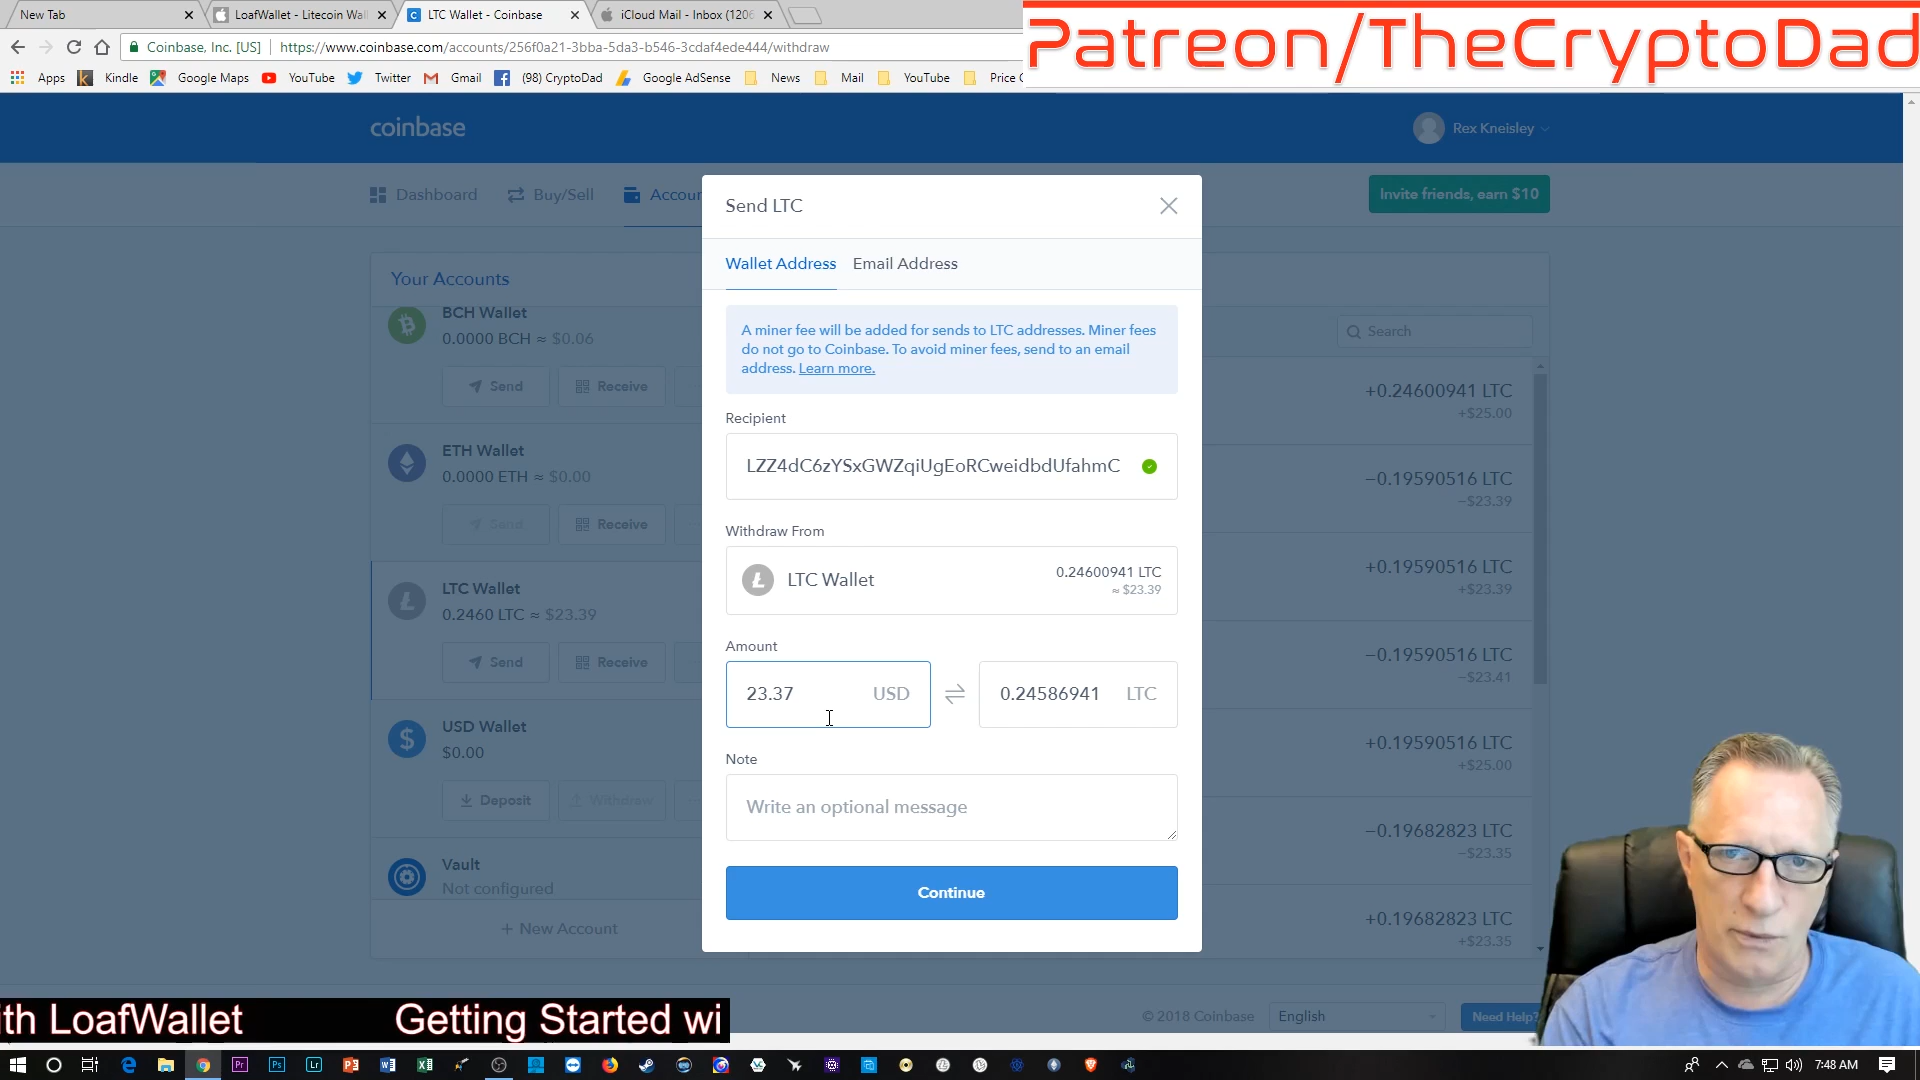 New Tab
LoafWallet - Litecoin Wal
LTC Wallet - Coinbase
iCloud Mail - Inbox (1206
Coinbase, Inc. [US]
https://www.coinbase.com/accounts/256f0a21-3bba-5da3-b546-3cdaf4ede444/withdraw
Apps
Kindle
Google Maps
YouTube
Twitter
Gmail
(98) CryptoDad
Google AdSense
News
Mail
YouTube
Price C
Patreon/TheCryptoDad
coinbase
Rex Kneisley
Dashboard
Buy/Sell
Accou
Invite friends, earn $10
Your Accounts
BCH Wallet
0.0000 BCH ≈ $0.06
Send
Receive
ETH Wallet
0.0000 ETH ≈ $0.00
Send
Receive
LTC Wallet
0.2460 LTC ≈ $23.39
Send
Receive
USD Wallet
$0.00
Deposit
Withdraw
Vault
Not configured
+ New Account
Send LTC
Wallet Address
Email Address
A miner fee will be added for sends to LTC addresses. Miner fees
do not go to Coinbase. To avoid miner fees, send to an email
address. Learn more.
Recipient
LZZ4dC6zYSxGWZqiUgEoRCweidbdUfahmC
Withdraw From
LTC Wallet
0.24600941 LTC
≈ $23.39
Amount
23.37 USD
0.24586941 LTC
Note
Write an optional message
Continue
Search
+0.24600941 LTC
+$25.00
−0.19590516 LTC
−$23.39
+0.19590516 LTC
+$23.39
−0.19590516 LTC
−$23.41
+0.19590516 LTC
+$25.00
−0.19682823 LTC
−$23.35
+0.19682823 LTC
+$23.35
© 2018 Coinbase
English
Need Help?
ith LoafWallet
Getting Started wi
7:48 AM